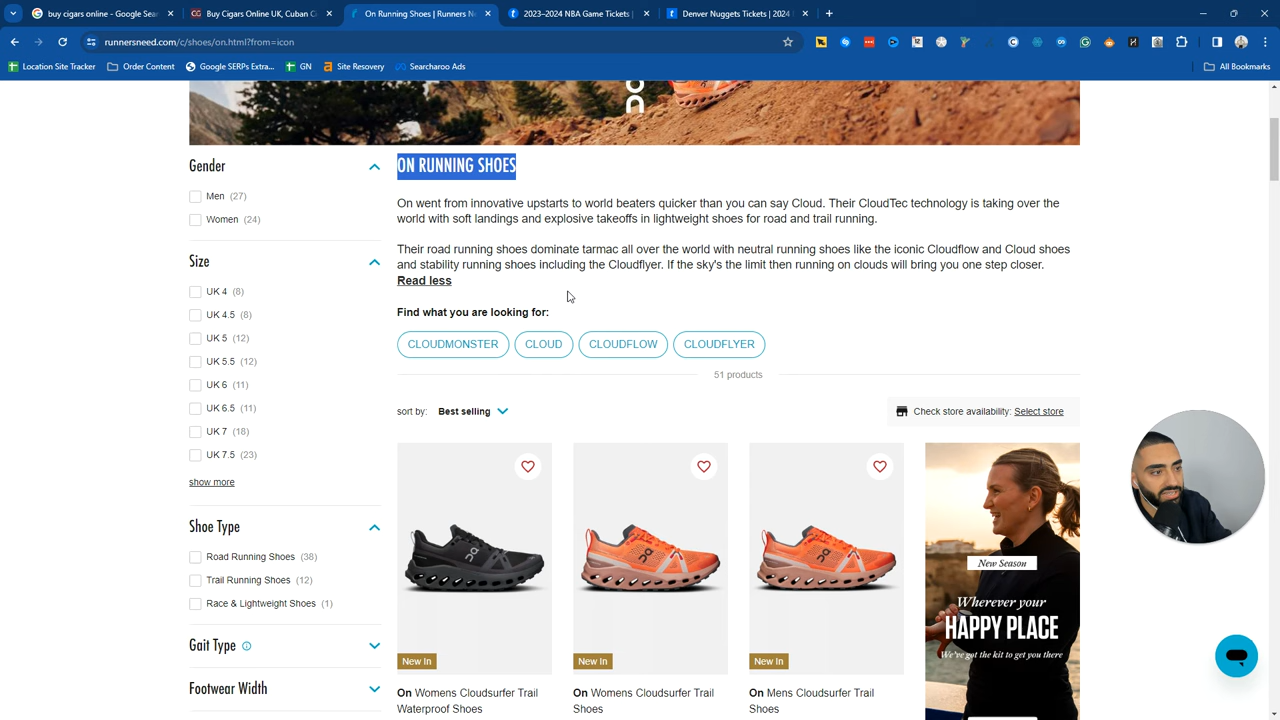 buy cigars online - Google Sea
Buy Cigars Online UK, Cuban C
On Running Shoes | Runners N
2023–2024 NBA Game Tickets |
Denver Nuggets Tickets | 2024
runnersneed.com/c/shoes/on.html?from=icon
Location Site Tracker
Order Content
Google SERPs Extra...
GN
Site Recovery
Searcharoo Ads
All Bookmarks
Gender
Men (27)
Women (24)
Size
UK 4 (8)
UK 4.5 (8)
UK 5 (12)
UK 5.5 (12)
UK 6 (11)
UK 6.5 (11)
UK 7 (18)
UK 7.5 (23)
show more
Shoe Type
Road Running Shoes (38)
Trail Running Shoes (12)
Race & Lightweight Shoes (1)
Gait Type
Footwear Width
ON RUNNING SHOES
On went from innovative upstarts to world beaters quicker than you can say Cloud. Their CloudTec technology is taking over the
world with soft landings and explosive takeoffs in lightweight shoes for road and trail running.
Their road running shoes dominate tarmac all over the world with neutral running shoes like the iconic Cloudflow and Cloud shoes
and stability running shoes including the Cloudflyer. If the sky's the limit then running on clouds will bring you one step closer.
Read less
Find what you are looking for:
CLOUDMONSTER
CLOUD
CLOUDFLOW
CLOUDFLYER
51 products
sort by: Best selling
Check store availability: Select store
New In
On Womens Cloudsurfer Trail
Waterproof Shoes
New In
On Womens Cloudsurfer Trail
Shoes
New In
On Mens Cloudsurfer Trail
Shoes
New Season
Wherever your
HAPPY PLACE
We've got the kit to get you there